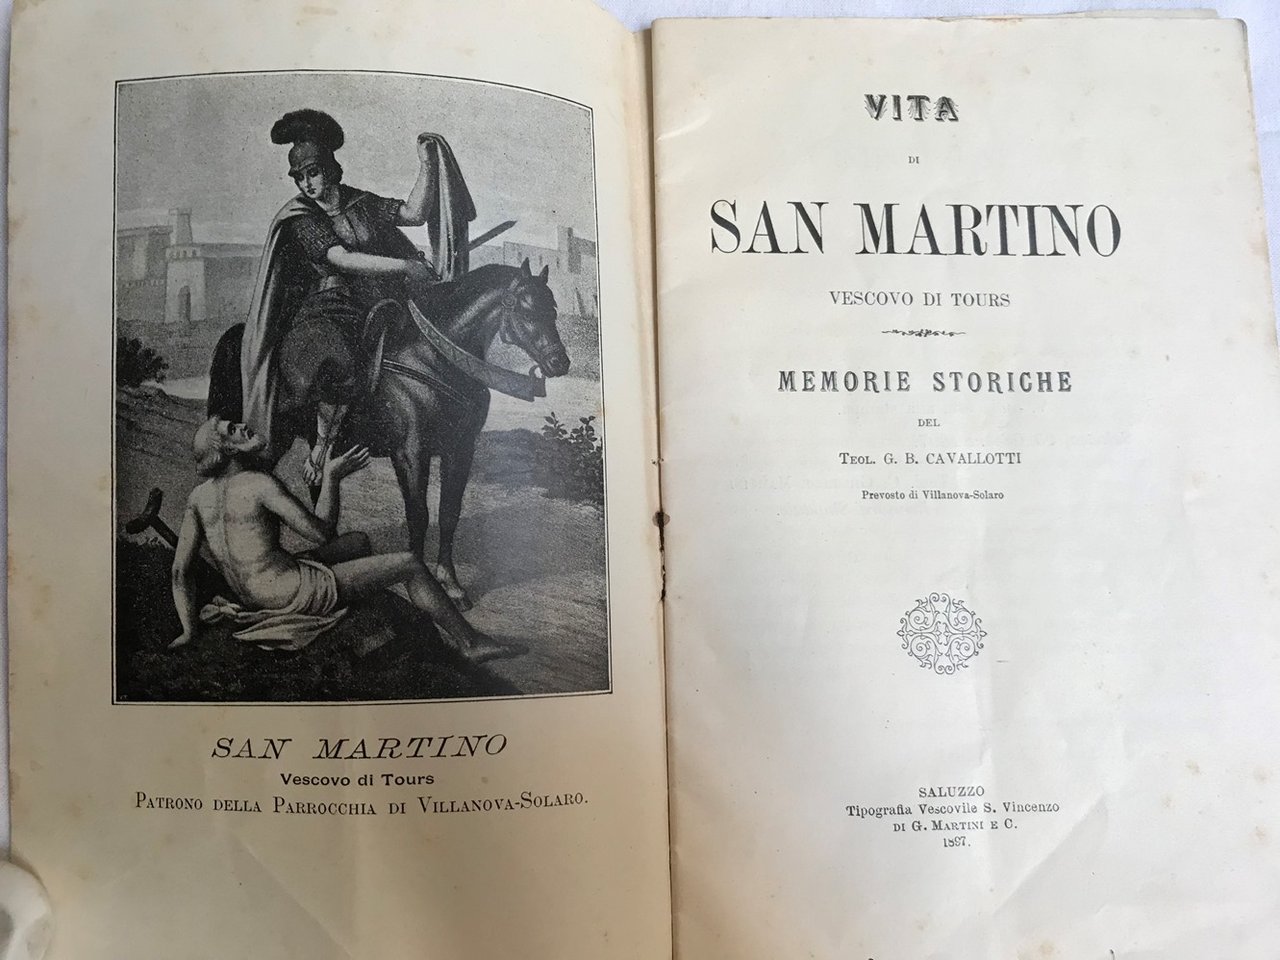 SAN MARTINO
Vescovo di Tours
PATRONO DELLA PARROCCHIA DI VILLANOVA-SOLARO.
VITA
DI
SAN MARTINO
VESCOVO DI TOURS
MEMORIE STORICHE
DEL
TEOL. G. B. CAVALLOTTI
Prevosto di Villanova-Solaro
SALUZZO
Tipografia Vescovile S. Vincenzo
DI G. MARTINI E C.
1897.